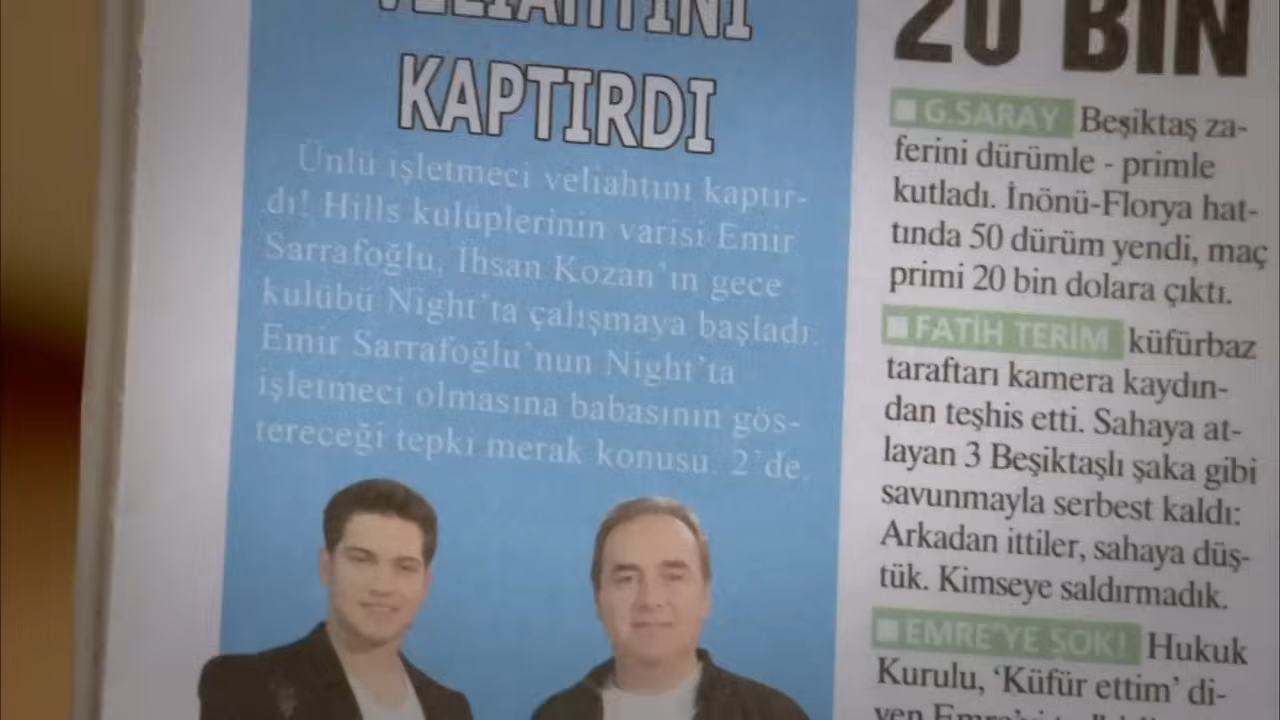 VELİAHTINI
KAPTIRDI
Ünlü işletmeci veliahtını kaptır-
dı! Hills kulüplerinin varisi Emir
Sarrafoğlu, İhsan Kozan'ın gece
kulübü Night'ta çalışmaya başladı.
Emir Sarrafoğlu'nun Night'ta
işletmeci olmasına babasının gös-
tereceği tepki merak konusu. 2'de.
20 BİN
G.SARAY Beşiktaş za-
ferini dürümle - primle
kutladı. İnönü-Florya hat-
tında 50 dürüm yendi, maç
primi 20 bin dolara çıktı.
FATİH TERİM küfürbaz
taraftarı kamera kaydın-
dan teşhis etti. Sahaya at-
layan 3 Beşiktaşlı şaka gibi
savunmayla serbest kaldı:
Arkadan ittiler, sahaya düş-
tük. Kimseye saldırmadık.
EMRE'YE ŞOK! Hukuk
Kurulu, 'Küfür ettim' di-
yen